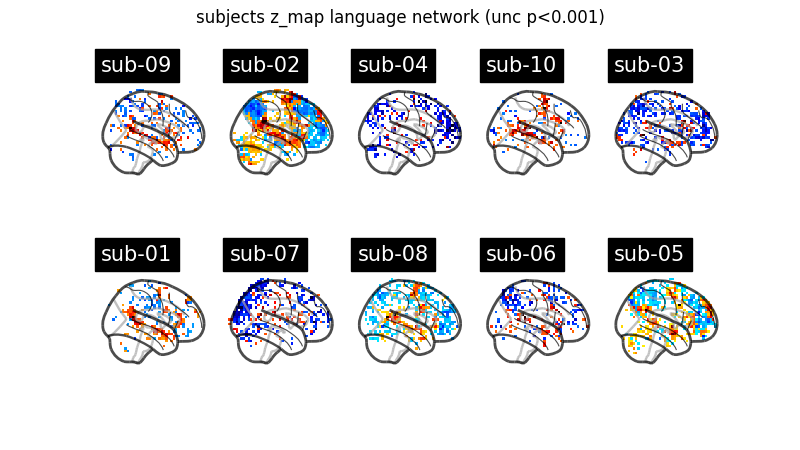 subjects z_map language network (unc p<0.001)
sub-09
sub-02
sub-04
sub-10
sub-03
sub-01
sub-07
sub-08
sub-06
sub-05